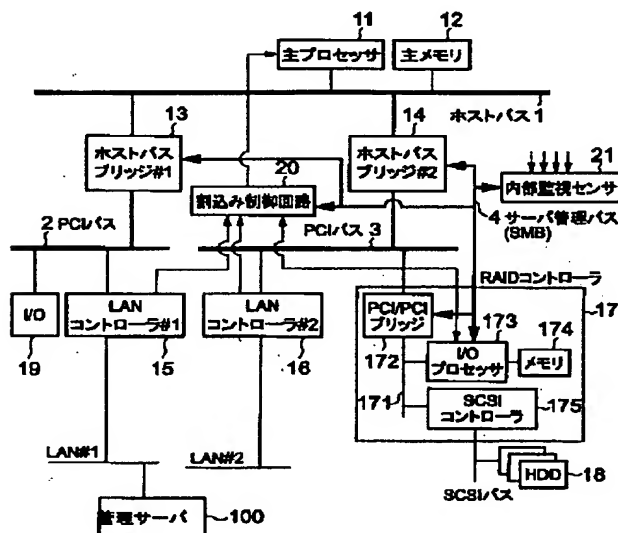 11
12
主プロセッサ
主メモリ
ホストバス 1
13
14
ホストバス
ブリッジ#1
ホストバス
ブリッジ#2
20
割込み制御回路
21
内部監視センサ
4 サーバ管理バス
(SMB)
2 PCIバス
PCIバス 3
RAIDコントローラ
17
I/O
19
LAN
コントローラ#1
15
LAN
コントローラ#2
16
PCI/PCI
ブリッジ
172
173
I/O
プロセッサ
174
メモリ
171
SCSI
コントローラ
175
LAN#1
LAN#2
HDD
18
SCSIバス
管理サーバ
100